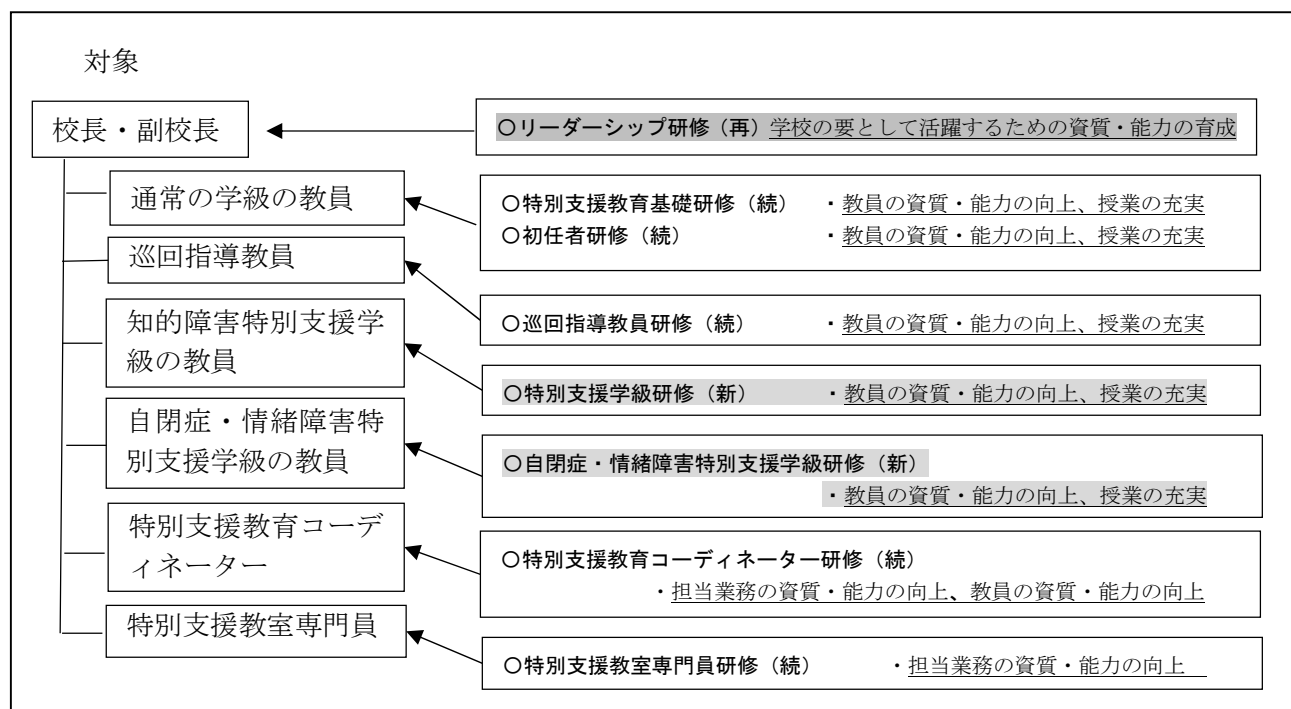 対象
校長・副校長
〇リーダーシップ研修（再）学校の要として活躍するための資質・能力の育成
通常の学級の教員
〇特別支援教育基礎研修（続）　・教員の資質・能力の向上、授業の充実
〇初任者研修（続）　・教員の資質・能力の向上、授業の充実
巡回指導教員
〇巡回指導教員研修（続）　・教員の資質・能力の向上、授業の充実
知的障害特別支援学
級の教員
〇特別支援学級研修（新）　・教員の資質・能力の向上、授業の充実
自閉症・情緒障害特
別支援学級の教員
〇自閉症・情緒障害特別支援学級研修（新）
・教員の資質・能力の向上、授業の充実
特別支援教育コーデ
ィネーター
〇特別支援教育コーディネーター研修（続）
・担当業務の資質・能力の向上、教員の資質・能力の向上
特別支援教室専門員
〇特別支援教室専門員研修（続）　・担当業務の資質・能力の向上